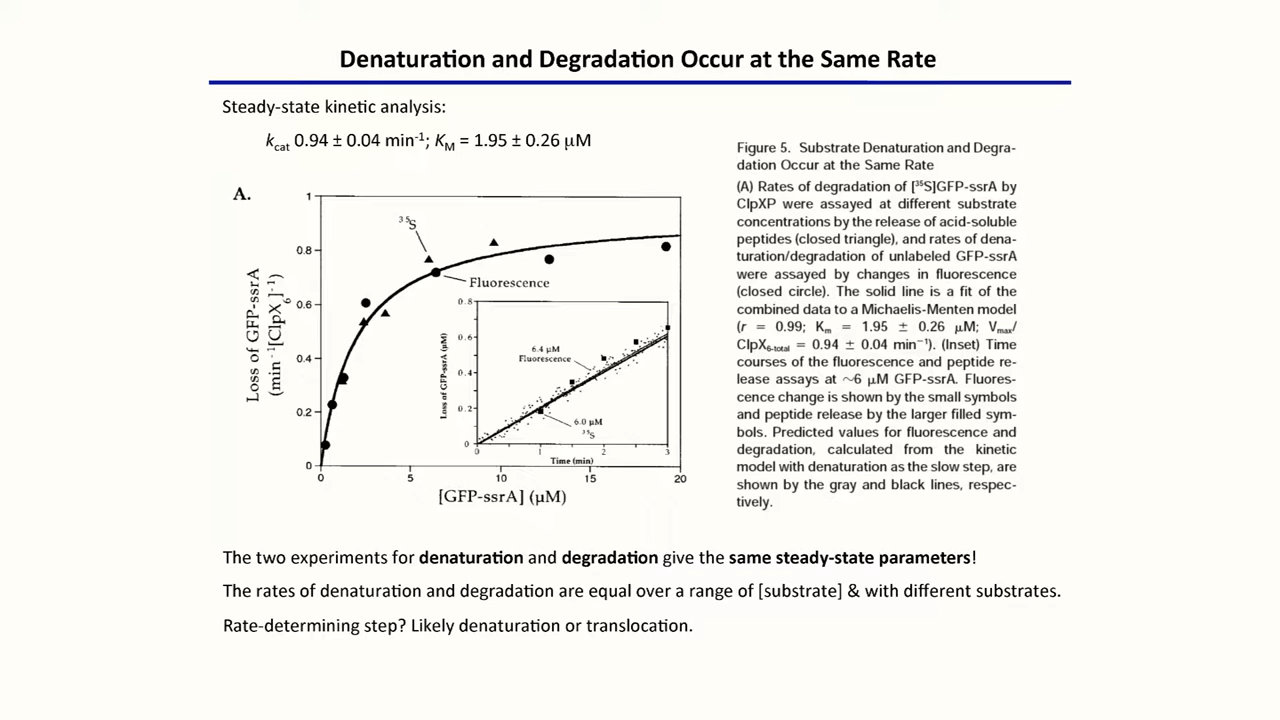 Denaturation and Degradation Occur at the Same Rate
Steady-state kinetic analysis:
kcat 0.94 ± 0.04 min-1; KM = 1.95 ± 0.26 µM
A.
Loss of GFP-ssrA
(min-1[ClpX6]-1)
1
0.8
0.6
0.4
0.2
0
35S
Fluorescence
0.8
0.6
0.4
0.2
0
Loss of GFP-ssrA (µM)
6.4 µM
Fluorescence
6.0 µM
35S
0
1
2
3
Time (min)
0
5
10
15
20
[GFP-ssrA] (µM)
Figure 5. Substrate Denaturation and Degra-
dation Occur at the Same Rate
(A) Rates of degradation of [35S]GFP-ssrA by
ClpXP were assayed at different substrate
concentrations by the release of acid-soluble
peptides (closed triangle), and rates of dena-
turation/degradation of unlabeled GFP-ssrA
were assayed by changes in fluorescence
(closed circle). The solid line is a fit of the
combined data to a Michaelis-Menten model
(r = 0.99; Km = 1.95 ± 0.26 µM; Vmax/
ClpX6-total = 0.94 ± 0.04 min−1). (Inset) Time
courses of the fluorescence and peptide re-
lease assays at ~6 µM GFP-ssrA. Fluores-
cence change is shown by the small symbols
and peptide release by the larger filled sym-
bols. Predicted values for fluorescence and
degradation, calculated from the kinetic
model with denaturation as the slow step, are
shown by the gray and black lines, respec-
tively.
The two experiments for denaturation and degradation give the same steady-state parameters!
The rates of denaturation and degradation are equal over a range of [substrate] & with different substrates.
Rate-determining step? Likely denaturation or translocation.